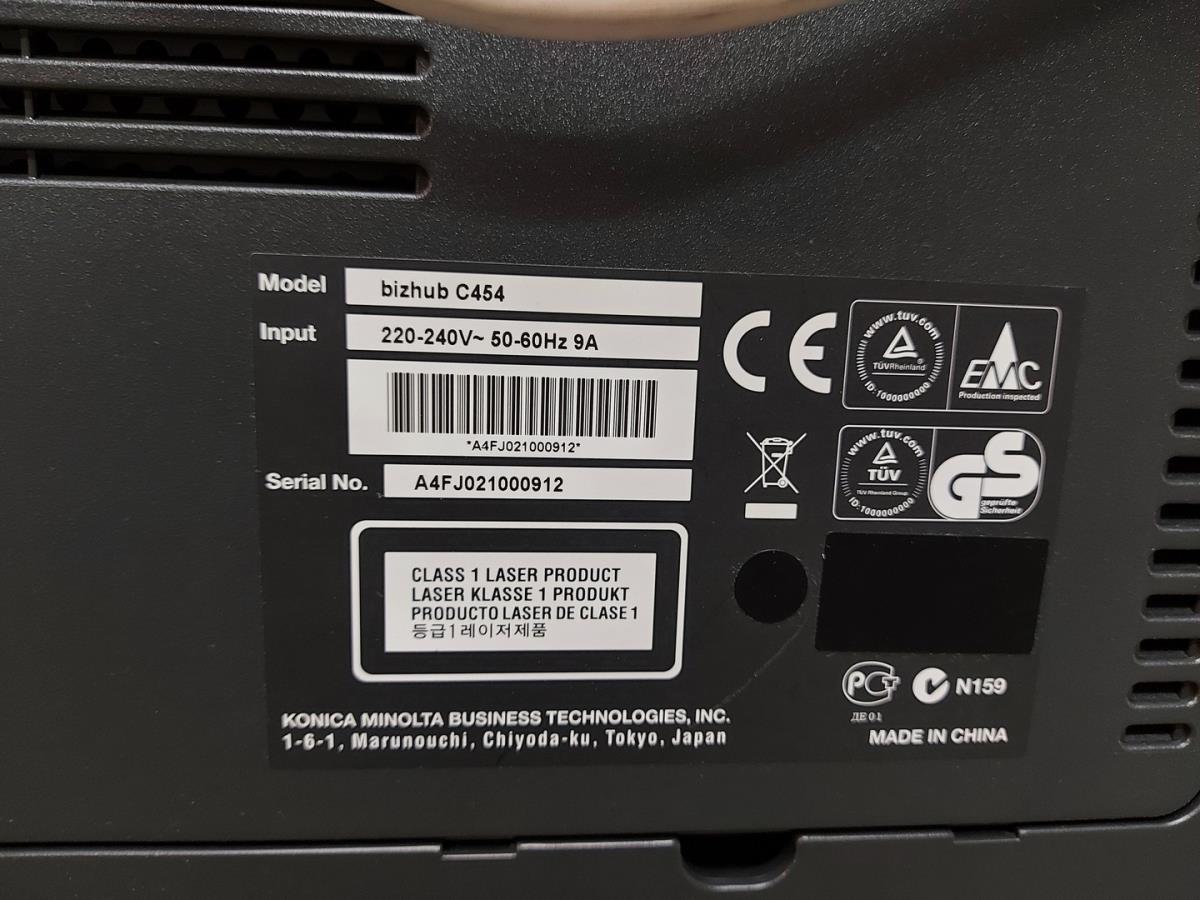 Model bizhub C454
Input 220-240V~ 50-60Hz 9A
*A4FJ021000912*
Serial No. A4FJ021000912
CLASS 1 LASER PRODUCT
LASER KLASSE 1 PRODUKT
PRODUCTO LASER DE CLASE 1
등급1레이저제품
KONICA MINOLTA BUSINESS TECHNOLOGIES, INC.
1-6-1, Marunouchi, Chiyoda-ku, Tokyo, Japan
CE
www.tuv.com
TÜVRheinland®
ID:1000000000
EMC
Production inspected
www.tuv.com
TÜV
TÜV Rheinland Group
ID:1000000000
GS
geprüfte
Sicherheit
РСТ
ДЕ01
N159
MADE IN CHINA